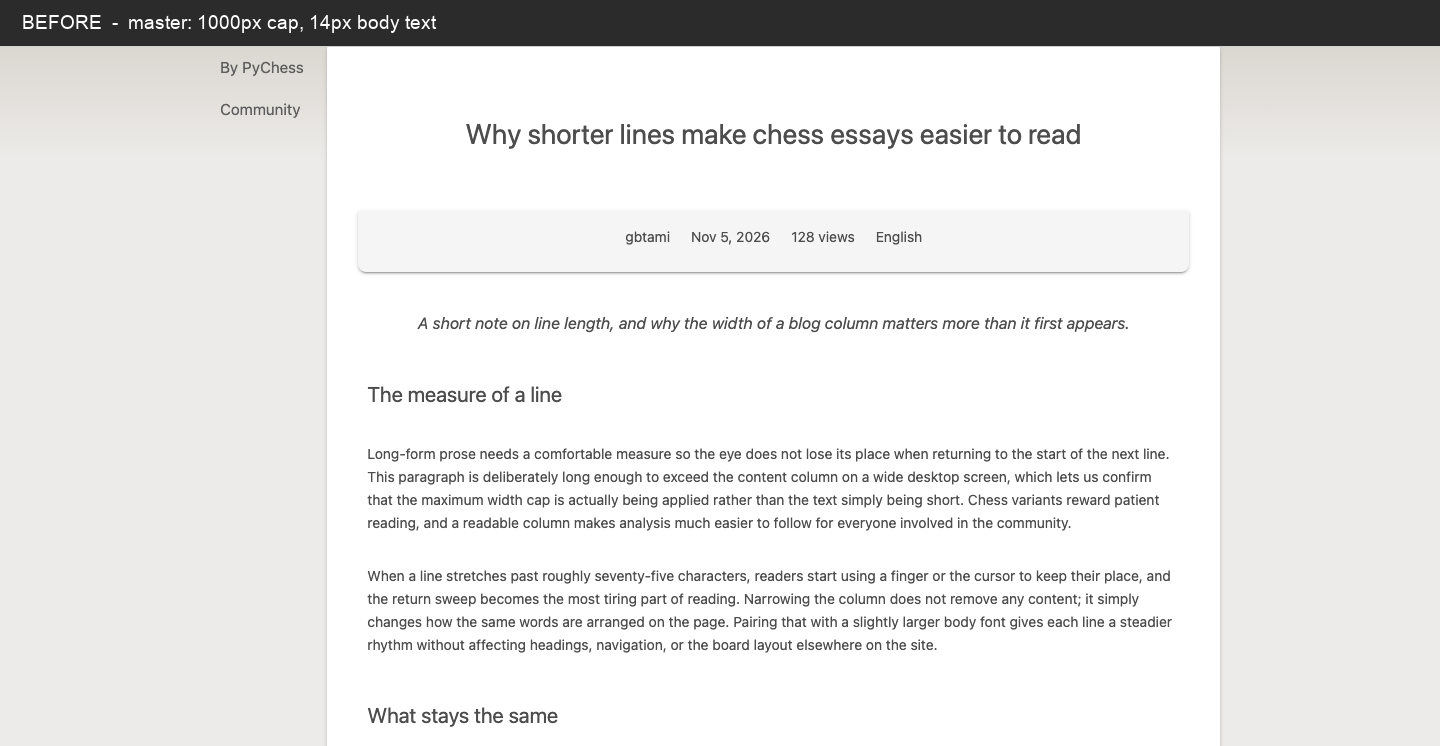 BEFORE - master: 1000px cap, 14px body text
By PyChess
Community
Why shorter lines make chess essays easier to read
gbtami Nov 5, 2026 128 views English
A short note on line length, and why the width of a blog column matters more than it first appears.
The measure of a line
Long-form prose needs a comfortable measure so the eye does not lose its place when returning to the start of the next line.
This paragraph is deliberately long enough to exceed the content column on a wide desktop screen, which lets us confirm
that the maximum width cap is actually being applied rather than the text simply being short. Chess variants reward patient
reading, and a readable column makes analysis much easier to follow for everyone involved in the community.
When a line stretches past roughly seventy-five characters, readers start using a finger or the cursor to keep their place, and
the return sweep becomes the most tiring part of reading. Narrowing the column does not remove any content; it simply
changes how the same words are arranged on the page. Pairing that with a slightly larger body font gives each line a steadier
rhythm without affecting headings, navigation, or the board layout elsewhere on the site.
What stays the same